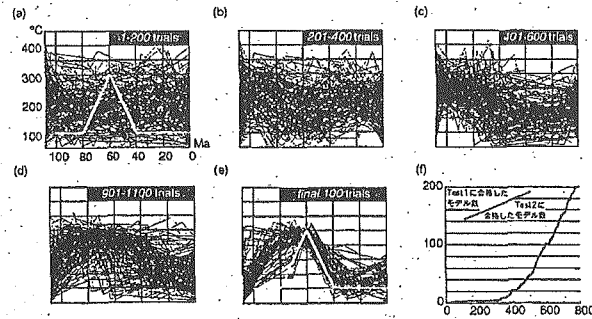 (a)
1-200 trials
(b)
201-400 trials
(c)
401-600 trials
°C
400
300
200
100
100
80
60
40
20
0
Ma
(d)
901-1100 trials
(e)
final 100 trials
(f)
200
100
0
Test1に合格した
モデル数
Test2に
合格したモデル数
0
200
400
600
800